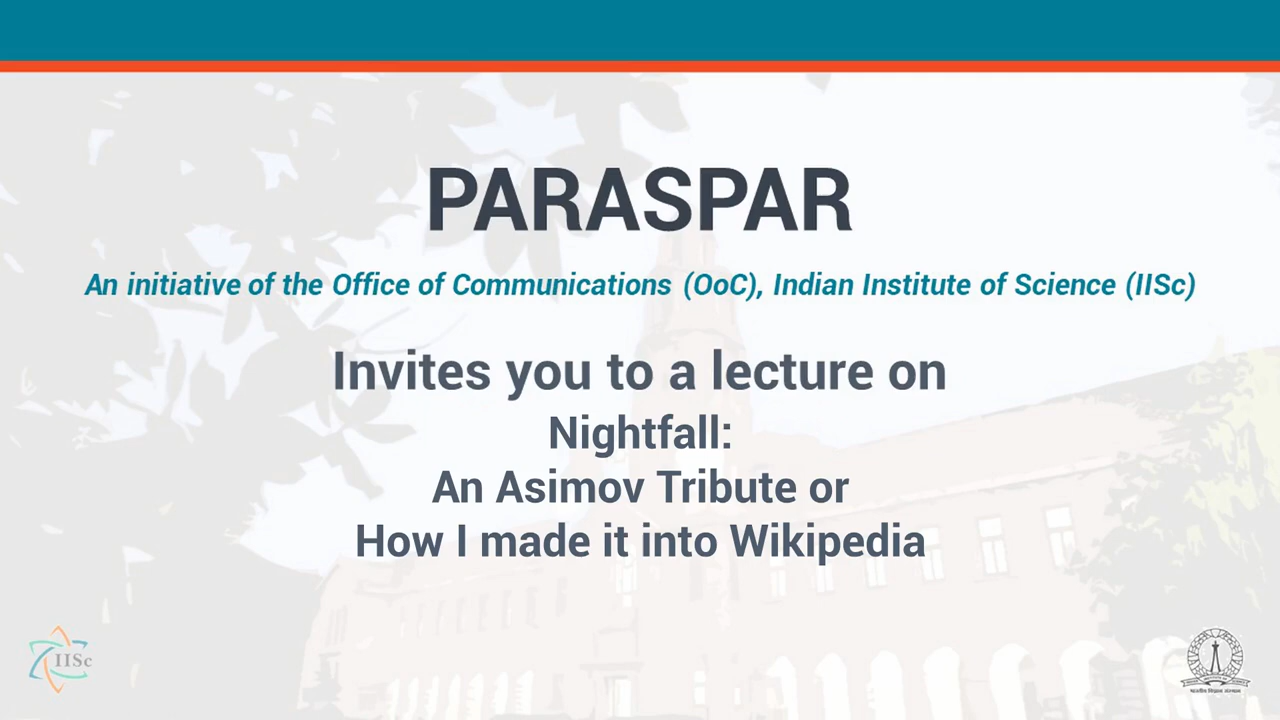 PARASPAR
An initiative of the Office of Communications (OoC), Indian Institute of Science (IISc)
Invites you to a lecture on
Nightfall:
An Asimov Tribute or
How I made it into Wikipedia
IISc
भारतीय विज्ञान संस्थान